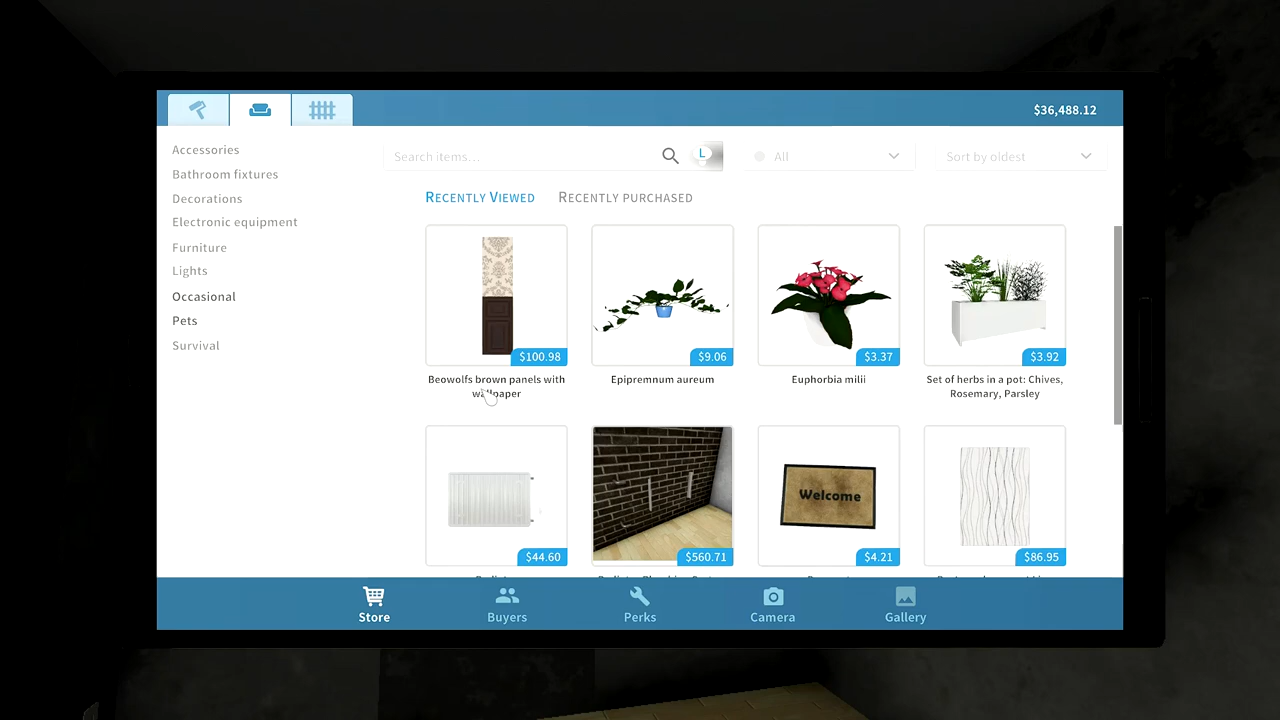 $36,488.12
Accessories
Bathroom fixtures
Decorations
Electronic equipment
Furniture
Lights
Occasional
Pets
Survival
Search items...
L
All
Sort by oldest
Recently Viewed
Recently purchased
$100.98
Beowolfs brown panels with
wallpaper
$9.06
Epipremnum aureum
$3.37
Euphorbia milii
$3.92
Set of herbs in a pot: Chives,
Rosemary, Parsley
$44.60
$560.71
Welcome
$4.21
$86.95
Store
Buyers
Perks
Camera
Gallery